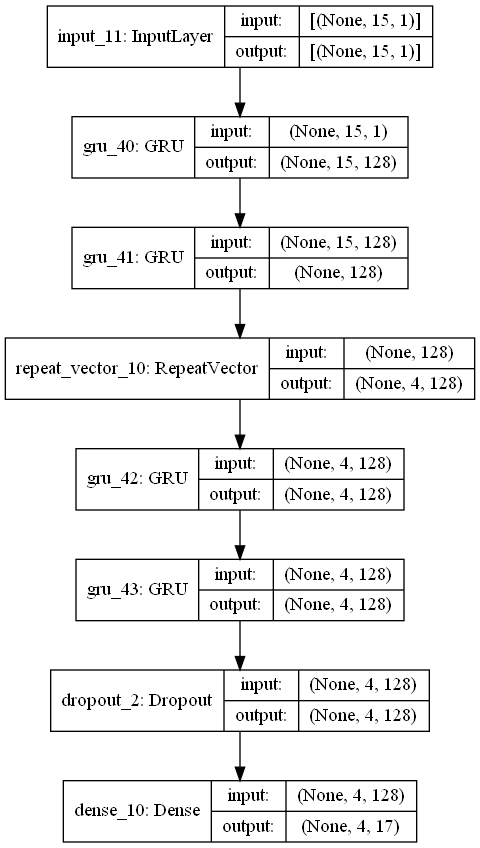 input_11: InputLayer
input: [(None, 15, 1)]
output: [(None, 15, 1)]
gru_40: GRU
input: (None, 15, 1)
output: (None, 15, 128)
gru_41: GRU
input: (None, 15, 128)
output: (None, 128)
repeat_vector_10: RepeatVector
input: (None, 128)
output: (None, 4, 128)
gru_42: GRU
input: (None, 4, 128)
output: (None, 4, 128)
gru_43: GRU
input: (None, 4, 128)
output: (None, 4, 128)
dropout_2: Dropout
input: (None, 4, 128)
output: (None, 4, 128)
dense_10: Dense
input: (None, 4, 128)
output: (None, 4, 17)